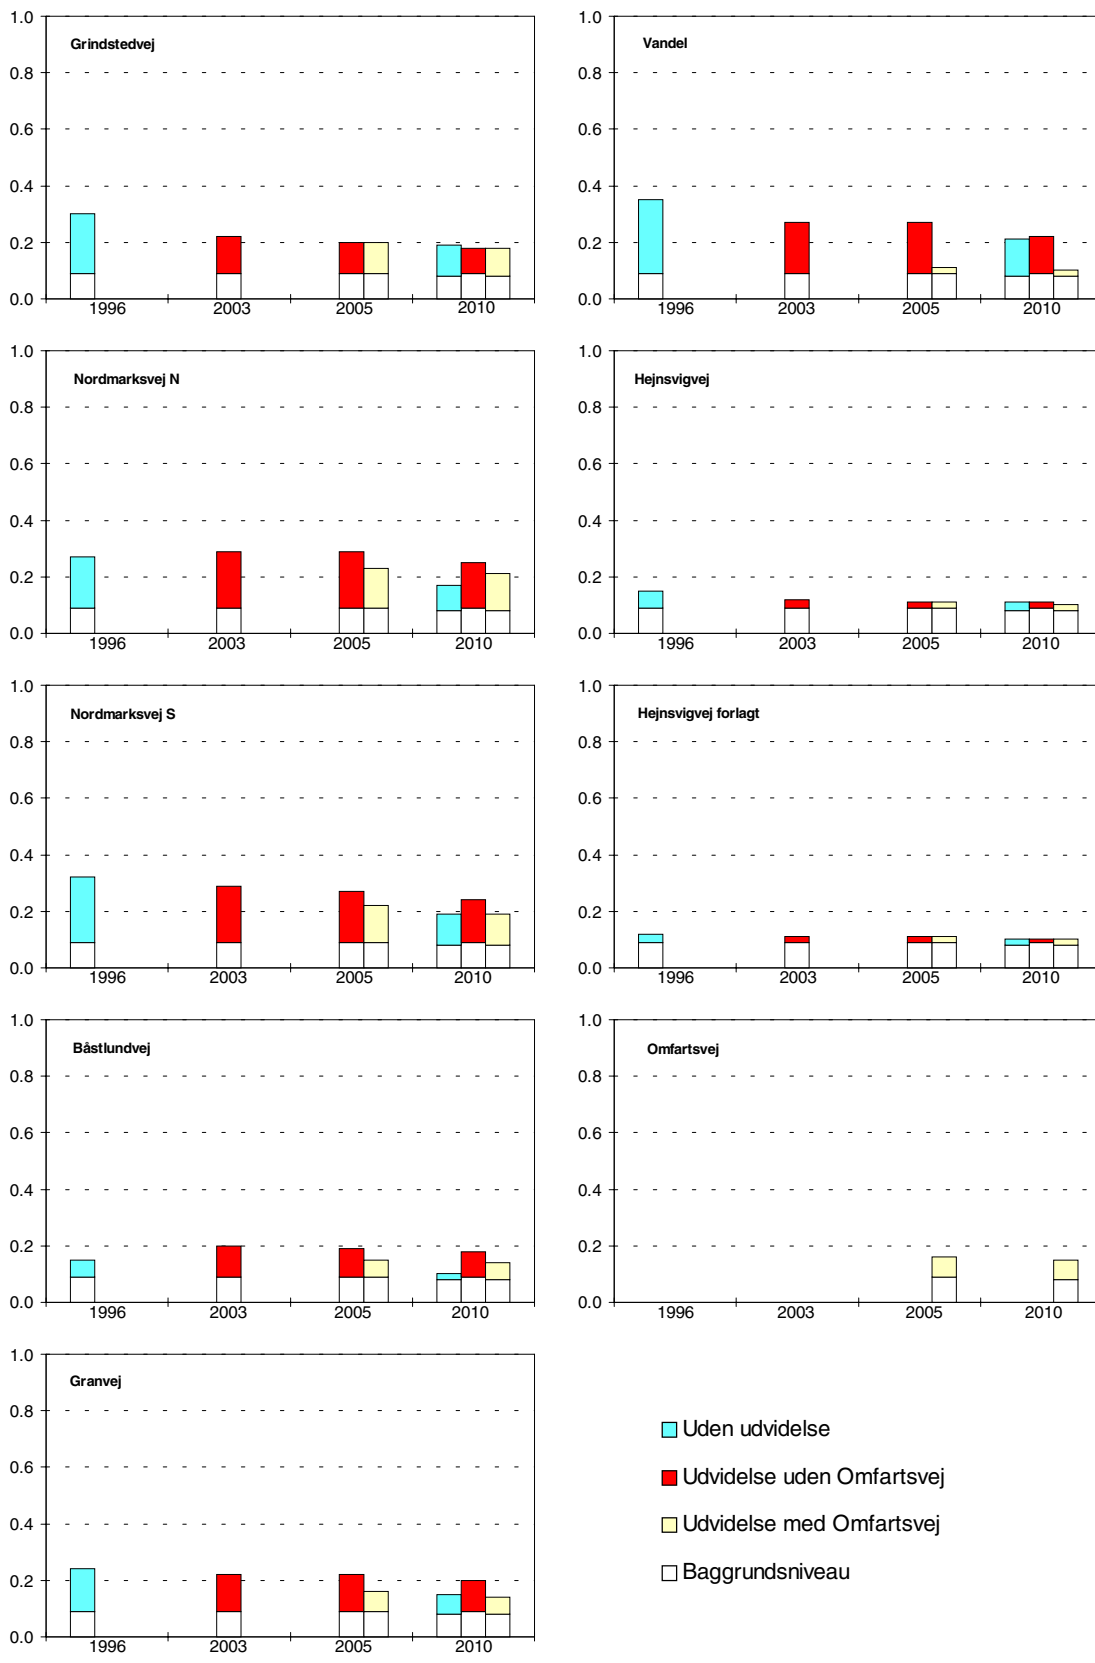 Grindstedvej
1.0
0.8
0.6
0.4
0.2
0.0
1996 2003 2005 2010
Vandel
1.0
0.8
0.6
0.4
0.2
0.0
1996 2003 2005 2010
Nordmarksvej N
1.0
0.8
0.6
0.4
0.2
0.0
1996 2003 2005 2010
Hejnsvigvej
1.0
0.8
0.6
0.4
0.2
0.0
1996 2003 2005 2010
Nordmarksvej S
1.0
0.8
0.6
0.4
0.2
0.0
1996 2003 2005 2010
Hejnsvigvej forlagt
1.0
0.8
0.6
0.4
0.2
0.0
1996 2003 2005 2010
Båstlundvej
1.0
0.8
0.6
0.4
0.2
0.0
1996 2003 2005 2010
Omfartsvej
1.0
0.8
0.6
0.4
0.2
0.0
1996 2003 2005 2010
Granvej
1.0
0.8
0.6
0.4
0.2
0.0
1996 2003 2005 2010
Uden udvidelse
Udvidelse uden Omfartsvej
Udvidelse med Omfartsvej
Baggrundsniveau